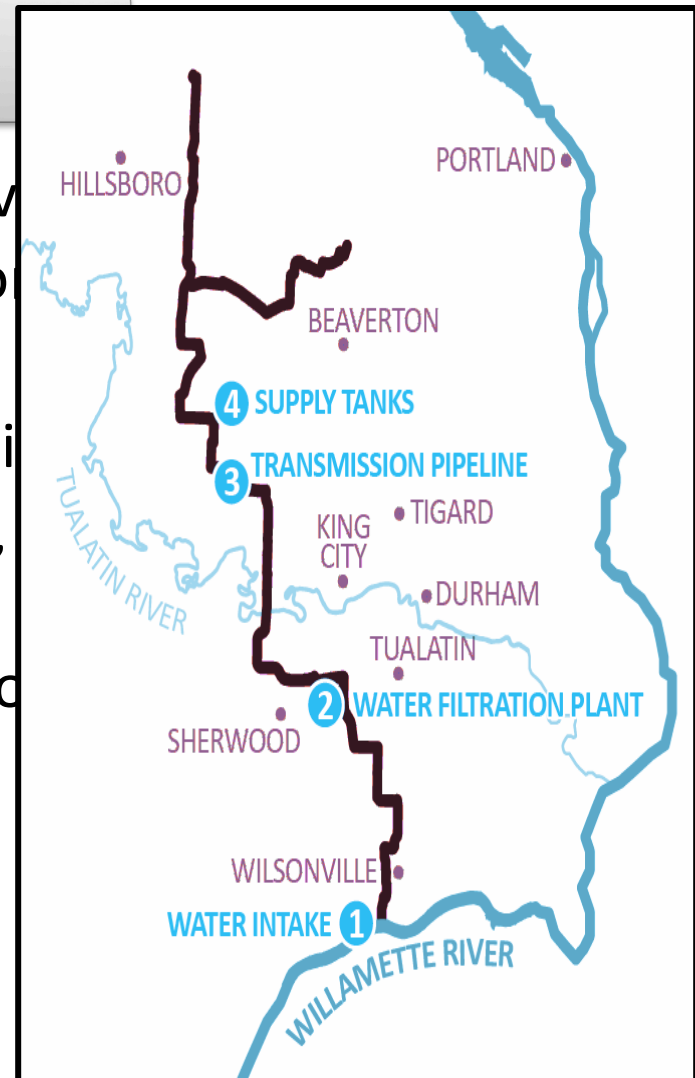 HILLSBORO
PORTLAND
BEAVERTON
4 SUPPLY TANKS
3 TRANSMISSION PIPELINE
TIGARD
KING
CITY
TUALATIN RIVER
DURHAM
TUALATIN
2 WATER FILTRATION PLANT
SHERWOOD
WILSONVILLE
WATER INTAKE 1
WILLAMETTE RIVER